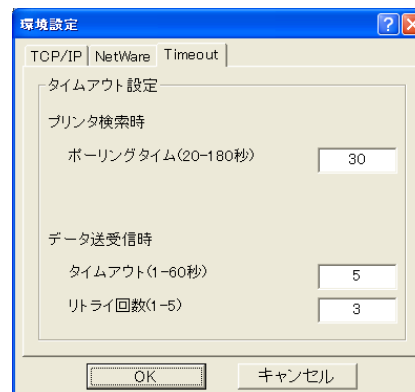 環境設定
TCP/IP NetWare Timeout
タイムアウト設定
プリンタ検索時
ポーリングタイム(20-180秒) 30
データ送受信時
タイムアウト(1-60秒) 5
リトライ回数(1-5) 3
OK キャンセル